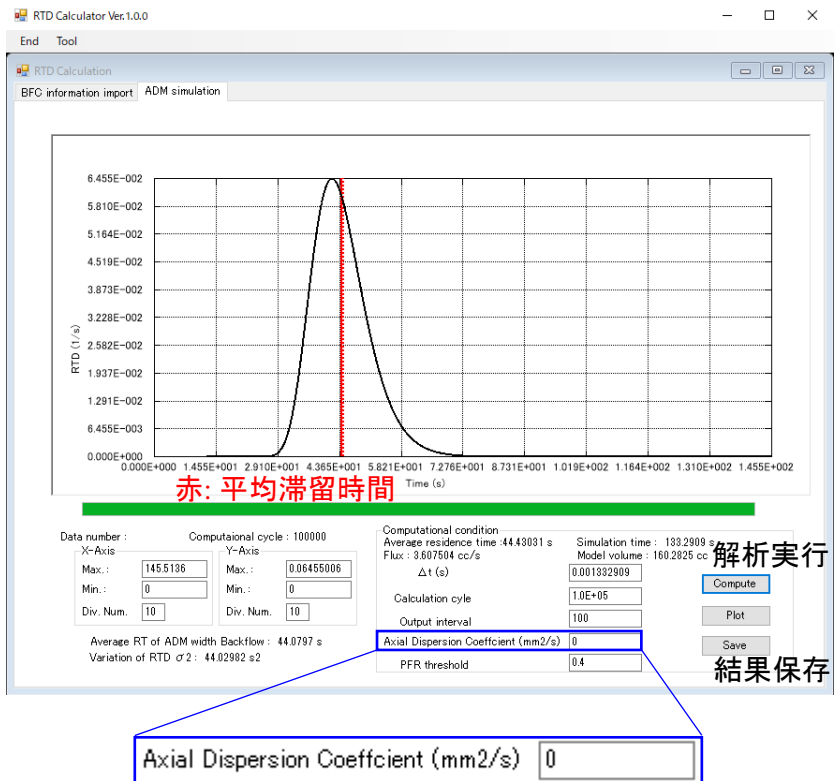 RTD Calculator Ver.1.0.0
End Tool
RTD Calculation
BFC information import ADM simulation
6.455E-002
5.810E-002
5.164E-002
4.519E-002
3.873E-002
3.228E-002
2.582E-002
1.937E-002
1.291E-002
6.455E-003
0.000E+000
RTD (1/s)
0.000E+000 1.455E+001 2.910E+001 4.365E+001 5.821E+001 7.276E+001 8.731E+001 1.019E+002 1.164E+002 1.310E+002 1.455E+002
Time (s)
赤: 平均滞留時間
Data number : Computaional cycle : 100000
X-Axis
Max. : 145.5136
Min. : 0
Div. Num. 10
Y-Axis
Max. : 0.06455006
Min. : 0
Div. Num. 10
Average RT of ADM width Backflow : 44.0797 s
Variation of RTD σ2 : 44.02982 s2
Computational condition
Average residence time :44.43031 s Simulation time : 133.2909 s
Flux : 3.607504 cc/s Model volume : 160.2825 cc
Δt (s) 0.001332909
Calculation cyle 1.0E+05
Output interval 100
Axial Dispersion Coeffcient (mm2/s) 0
PFR threshold 0.4
解析実行
Compute
Plot
Save
結果保存
Axial Dispersion Coeffcient (mm2/s) 0